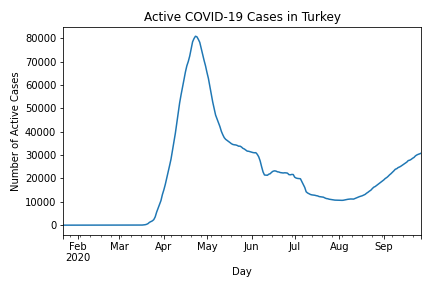 Active COVID-19 Cases in Turkey
Number of Active Cases
80000
70000
60000
50000
40000
30000
20000
10000
0
Feb Mar Apr May Jun Jul Aug Sep
2020
Day